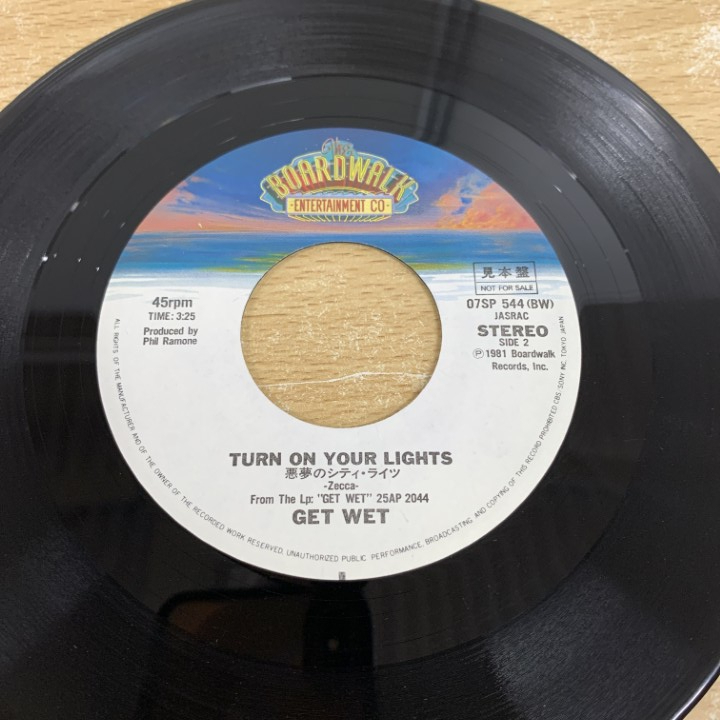 The
BOARDWALK
ENTERTAINMENT CO
見本盤
NOT FOR SALE
45rpm
TIME: 3:25
Produced by
Phil Ramone
07SP 544(BW)
JASRAC
STEREO
SIDE 2
Ⓟ 1981 Boardwalk
Records, Inc.
TURN ON YOUR LIGHTS
悪夢のシティ・ライツ
-Zecca-
From The Lp: "GET WET" 25AP 2044
GET WET
ALL RIGHTS OF THE MANUFACTURER AND OF THE OWNER OF THE RECORDED WORK RESERVED. UNAUTHORIZED PUBLIC PERFORMANCE, BROADCASTING AND COPYING OF THIS RECORD PROHIBITED CBS/SONY INC. TOKYO JAPAN